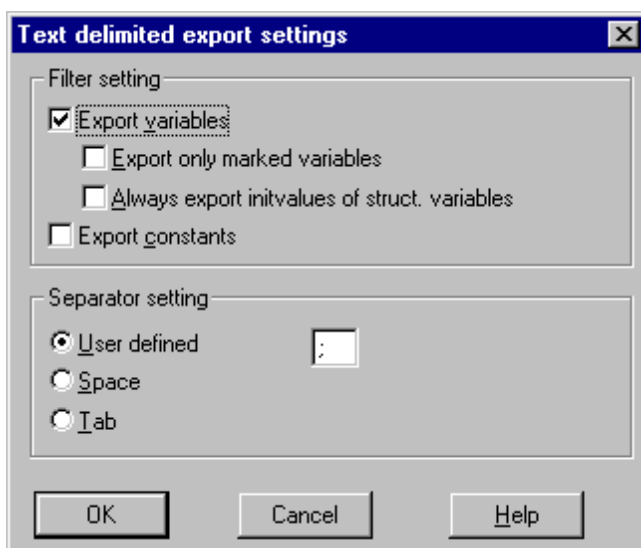 Text delimited export settings
Filter setting
Export variables
Export only marked variables
Always export initvalues of struct. variables
Export constants
Separator setting
User defined ;
Space
Tab
OK Cancel Help